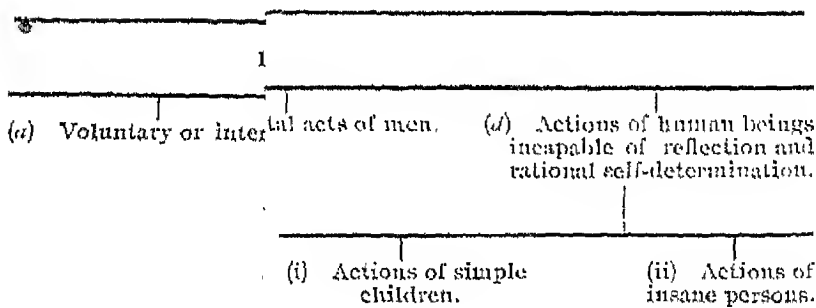 1
(a) Voluntary or inter
tal acts of men.
(d) Actions of human beings
incapable of reflection and
rational self-determination.
(i) Actions of simple
children.
(ii) Actions of
insane persons.